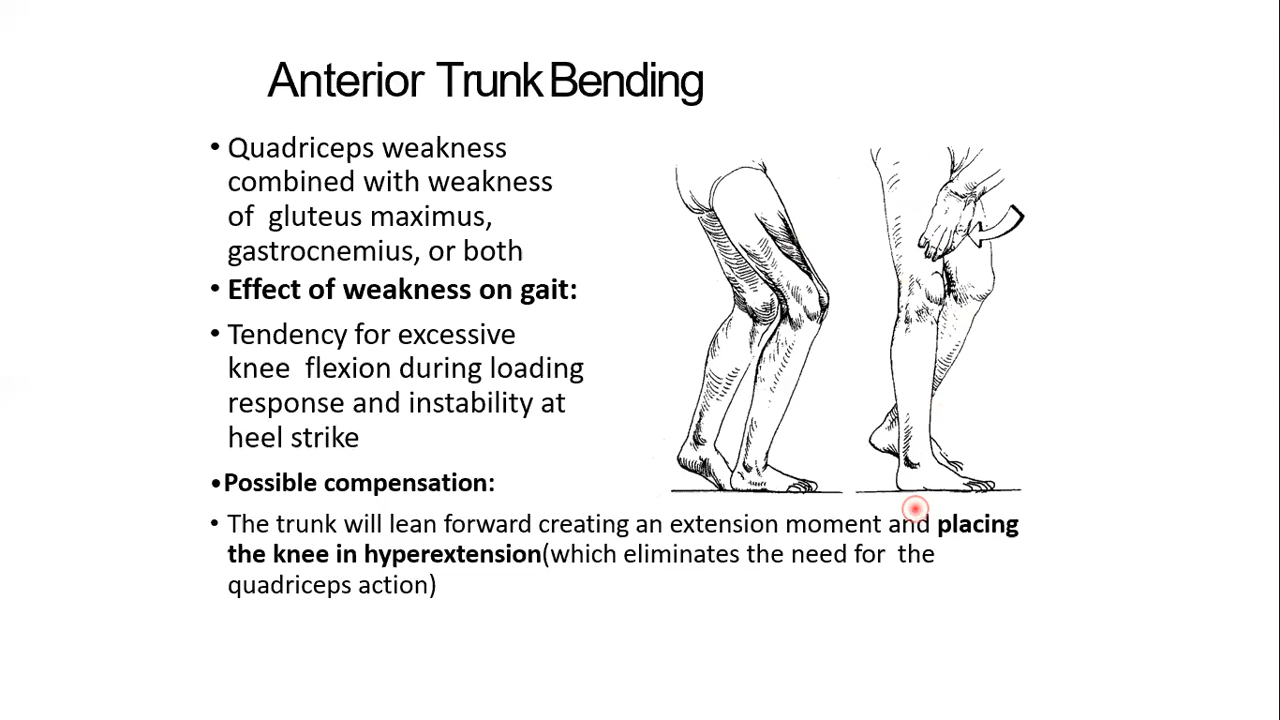 Anterior Trunk Bending
• Quadriceps weakness
combined with weakness
of gluteus maximus,
gastrocnemius, or both
• Effect of weakness on gait:
• Tendency for excessive
knee flexion during loading
response and instability at
heel strike
•Possible compensation:
• The trunk will lean forward creating an extension moment and placing
the knee in hyperextension(which eliminates the need for the
quadriceps action)